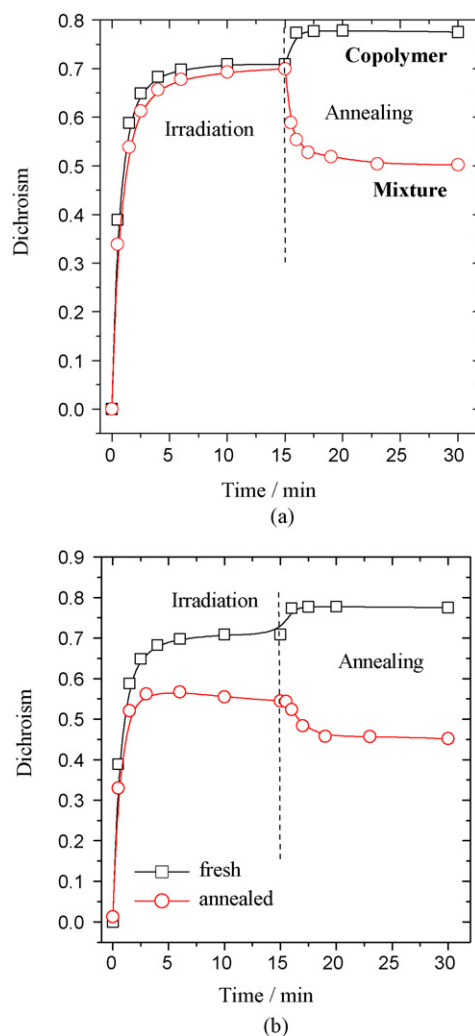 0.8
0.7
0.6
0.5
0.4
0.3
0.2
0.1
0.0
Dichroism
Copolymer
Irradiation
Annealing
Mixture
0 5 10 15 20 25 30
Time / min
(a)
0.9
0.8
0.7
0.6
0.5
0.4
0.3
0.2
0.1
0.0
Dichroism
Irradiation
Annealing
fresh
annealed
0 5 10 15 20 25 30
Time / min
(b)